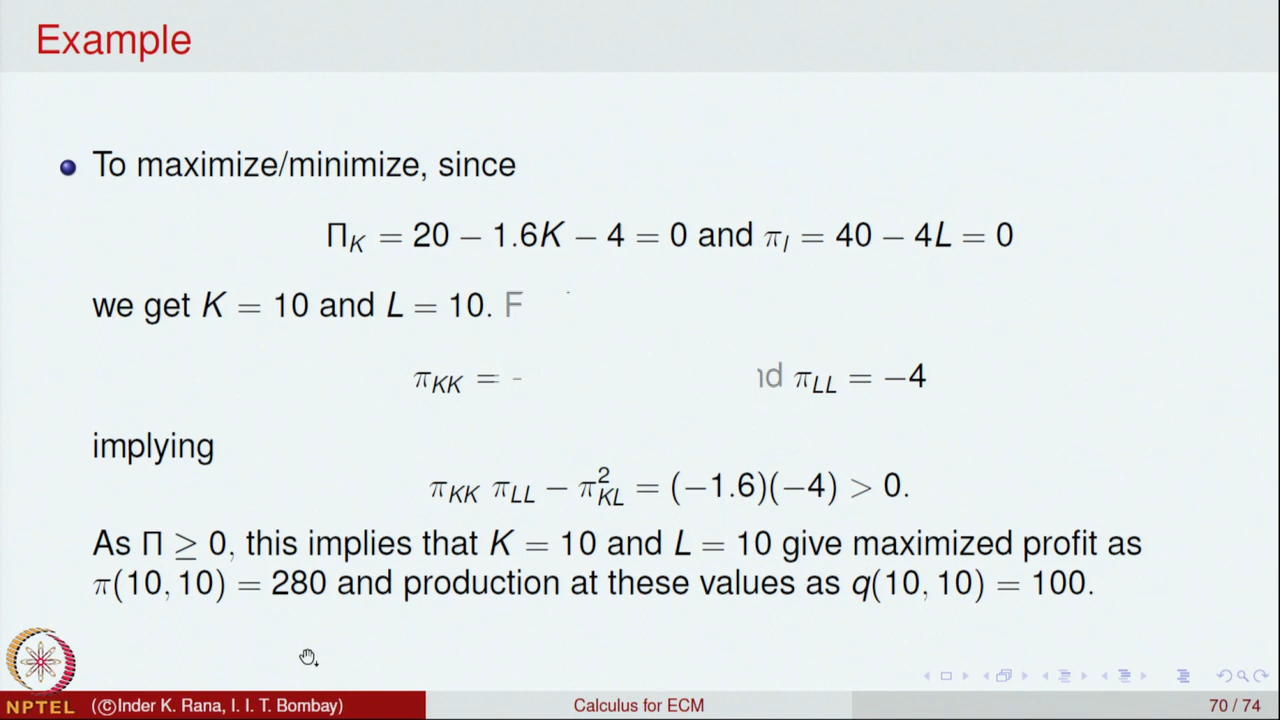 Example
To maximize/minimize, since
Π_K = 20 − 1.6K − 4 = 0 and π_l = 40 − 4L = 0
we get K = 10 and L = 10. F
π_KK = - nd π_LL = −4
implying
π_KK π_LL − π²_KL = (−1.6)(−4) > 0.
As Π ≥ 0, this implies that K = 10 and L = 10 give maximized profit as
π(10, 10) = 280 and production at these values as q(10, 10) = 100.
NPTEL (©Inder K. Rana, I. I. T. Bombay) Calculus for ECM 70 / 74